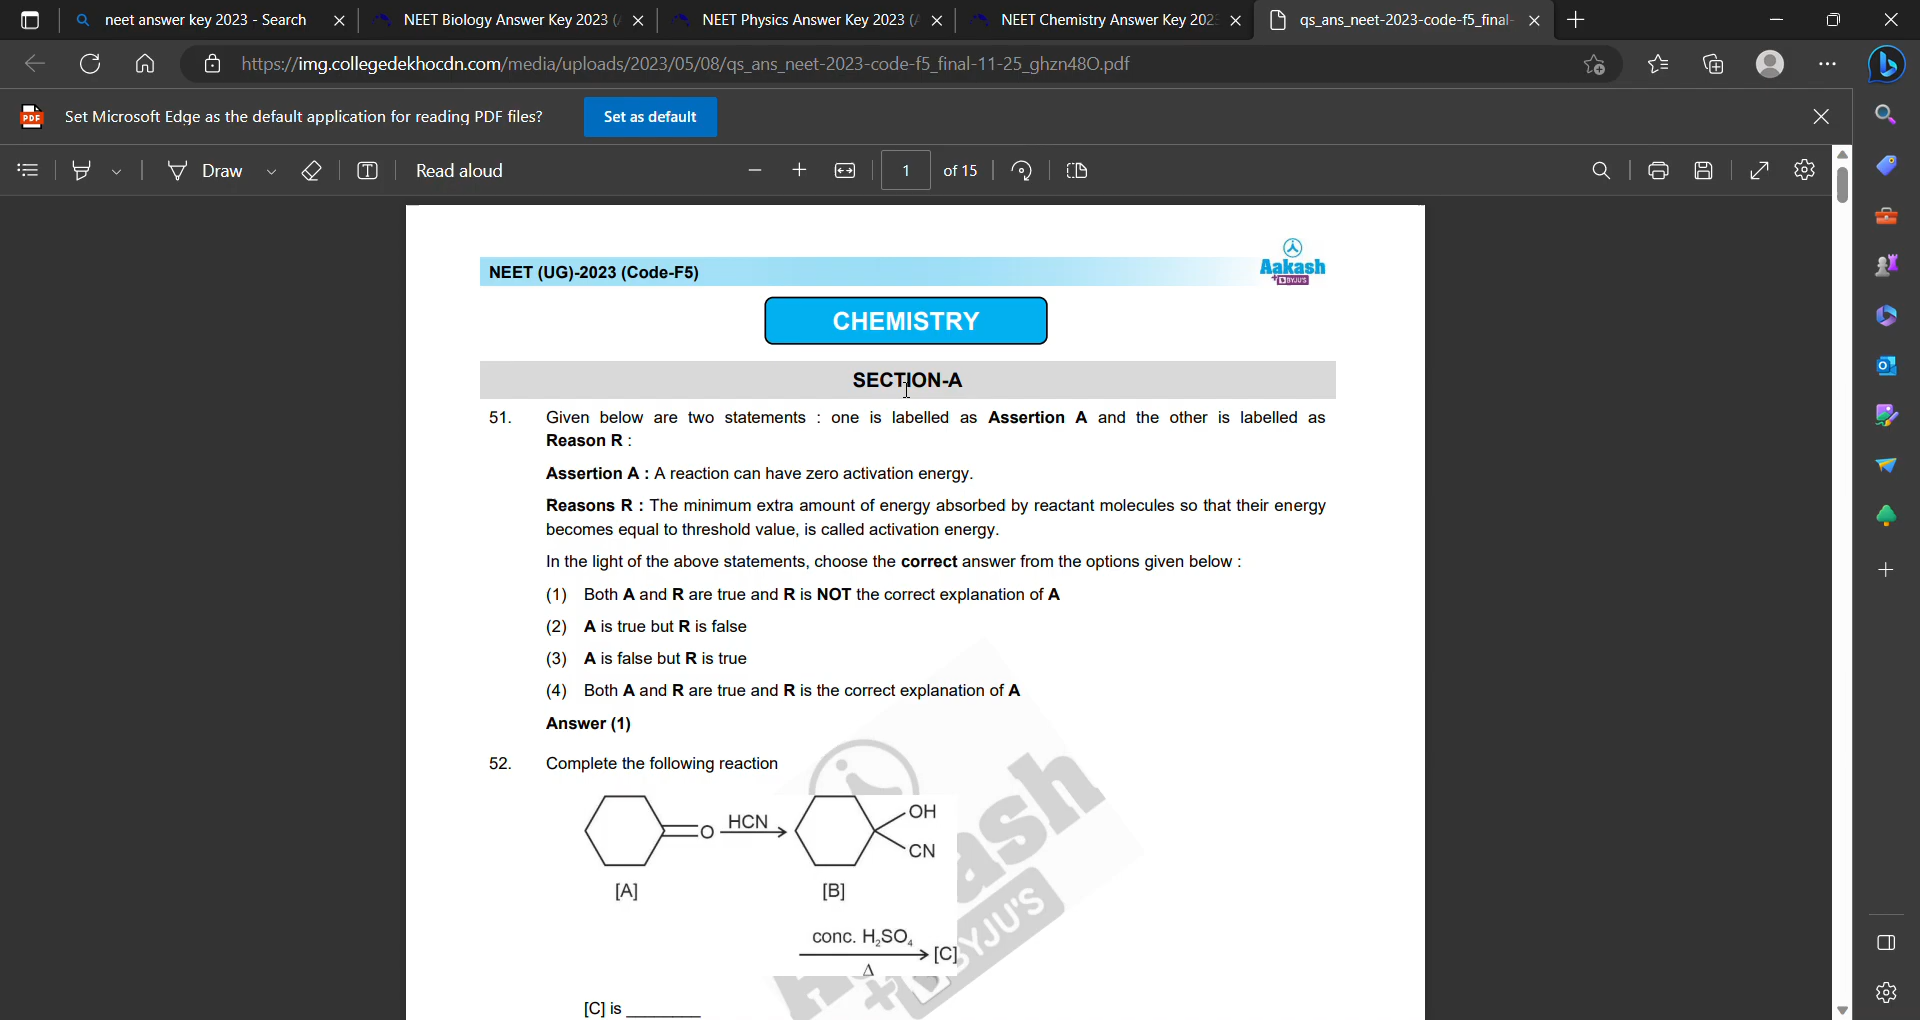 neet answer key 2023 - Search
NEET Biology Answer Key 2023 (
NEET Physics Answer Key 2023 (
NEET Chemistry Answer Key 202
qs_ans_neet-2023-code-f5_final-
https://img.collegedekhocdn.com/media/uploads/2023/05/08/qs_ans_neet-2023-code-f5_final-11-25_ghzn48O.pdf
PDF
Set Microsoft Edge as the default application for reading PDF files?
Set as default
Draw
Read aloud
1
of 15
NEET (UG)-2023 (Code-F5)
Aakash
+BYJU'S
CHEMISTRY
SECTION-A
51. Given below are two statements : one is labelled as Assertion A and the other is labelled as
Reason R :
Assertion A : A reaction can have zero activation energy.
Reasons R : The minimum extra amount of energy absorbed by reactant molecules so that their energy
becomes equal to threshold value, is called activation energy.
In the light of the above statements, choose the correct answer from the options given below :
(1) Both A and R are true and R is NOT the correct explanation of A
(2) A is true but R is false
(3) A is false but R is true
(4) Both A and R are true and R is the correct explanation of A
Answer (1)
52. Complete the following reaction
O
HCN
OH
CN
[A]
[B]
conc. H₂SO₄
Δ
[C]
[C] is ________